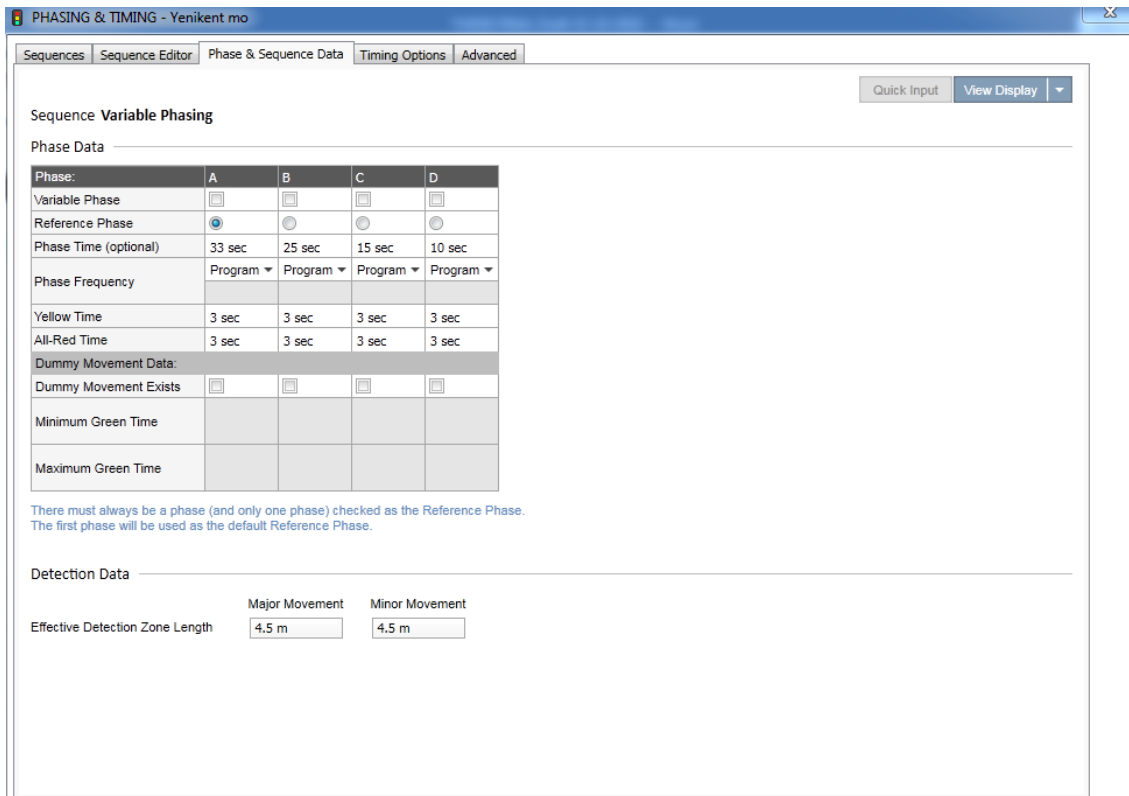 PHASING & TIMING - Yenikent mo
Sequences Sequence Editor Phase & Sequence Data Timing Options Advanced
Quick Input View Display
Sequence Variable Phasing
Phase Data
Phase: A B C D
Variable Phase
Reference Phase
Phase Time (optional) 33 sec 25 sec 15 sec 10 sec
Phase Frequency Program Program Program Program
Yellow Time 3 sec 3 sec 3 sec 3 sec
All-Red Time 3 sec 3 sec 3 sec 3 sec
Dummy Movement Data:
Dummy Movement Exists
Minimum Green Time
Maximum Green Time
There must always be a phase (and only one phase) checked as the Reference Phase.
The first phase will be used as the default Reference Phase.
Detection Data
Major Movement Minor Movement
Effective Detection Zone Length 4.5 m 4.5 m